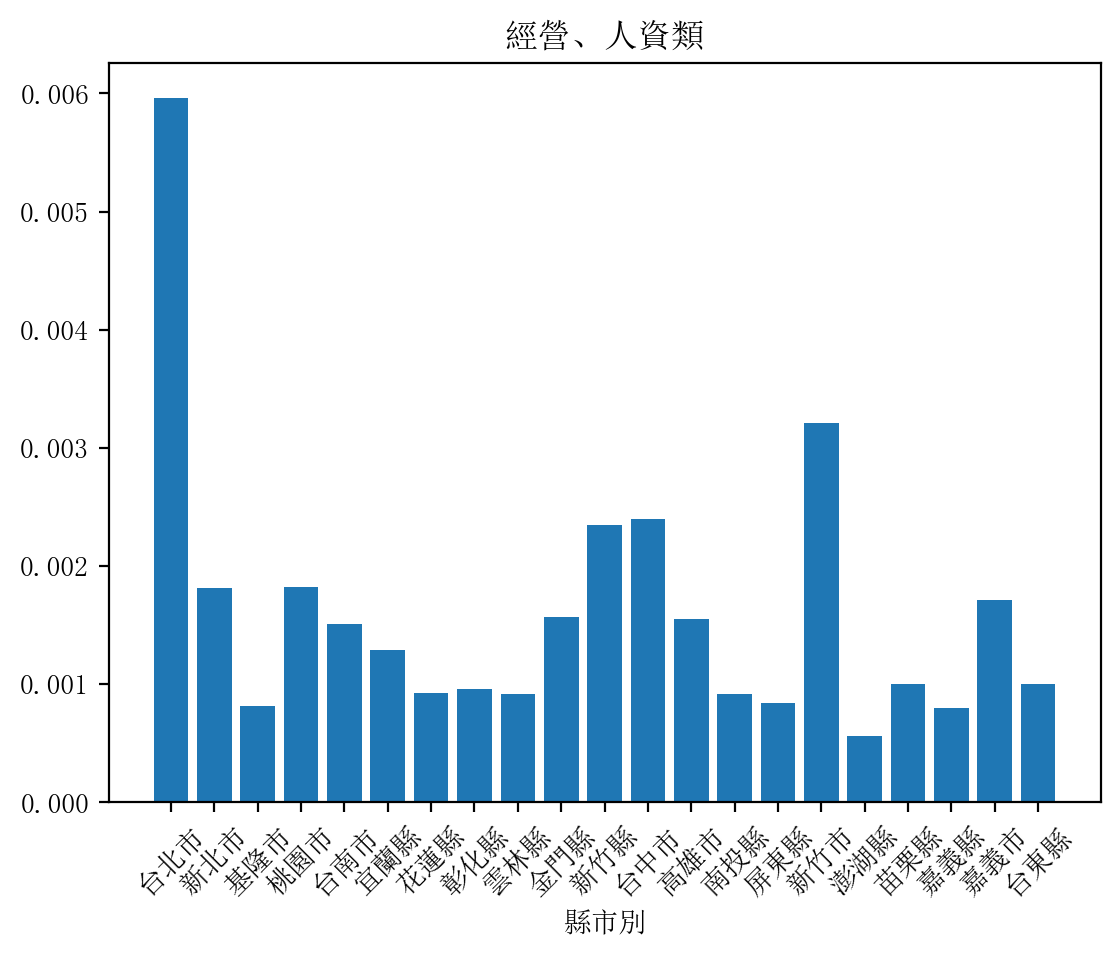 經營、人資類
0.006
0.005
0.004
0.003
0.002
0.001
0.000
台北市
新北市
基隆市
桃園市
台南市
宜蘭縣
花蓮縣
彰化縣
雲林縣
金門縣
新竹縣
台中市
高雄市
南投縣
屏東縣
新竹市
澎湖縣
苗栗縣
嘉義縣
嘉義市
台東縣
縣市別